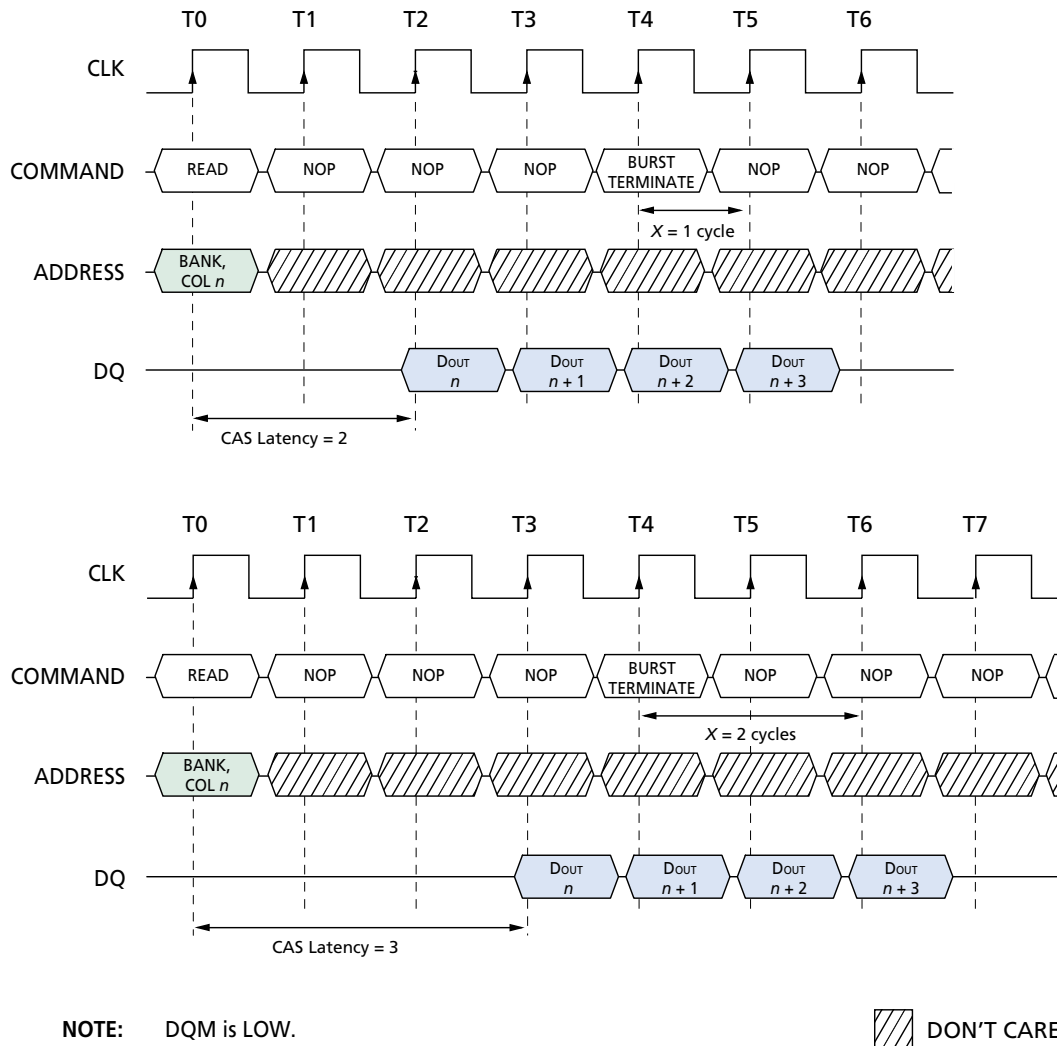 T0 T1 T2 T3 T4 T5 T6
CLK
COMMAND READ NOP NOP NOP BURST TERMINATE NOP NOP
X = 1 cycle
ADDRESS BANK, COL n
DQ DOUT n DOUT n + 1 DOUT n + 2 DOUT n + 3
CAS Latency = 2
T0 T1 T2 T3 T4 T5 T6 T7
CLK
COMMAND READ NOP NOP NOP BURST TERMINATE NOP NOP NOP
X = 2 cycles
ADDRESS BANK, COL n
DQ DOUT n DOUT n + 1 DOUT n + 2 DOUT n + 3
CAS Latency = 3
NOTE: DQM is LOW. DON'T CARE